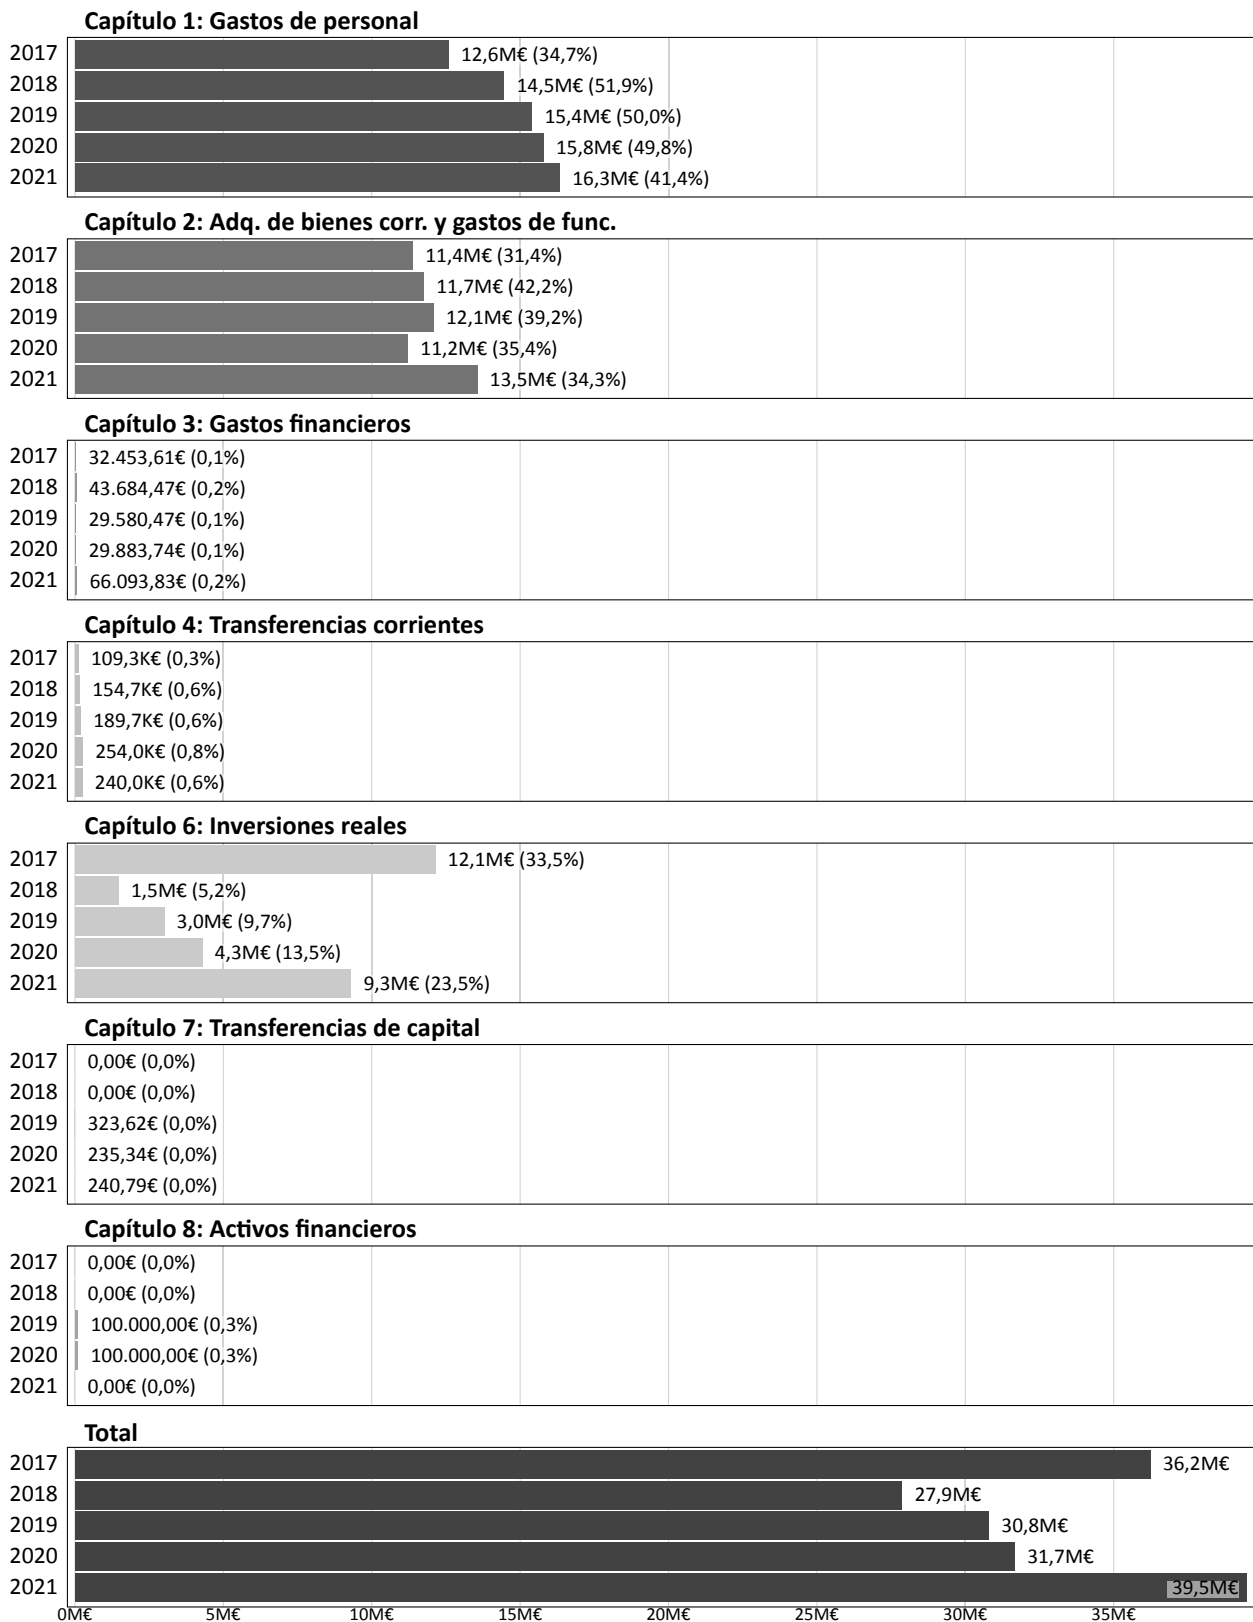 Capítulo 1: Gastos de personal
2017 12,6M€ (34,7%)
2018 14,5M€ (51,9%)
2019 15,4M€ (50,0%)
2020 15,8M€ (49,8%)
2021 16,3M€ (41,4%)
Capítulo 2: Adq. de bienes corr. y gastos de func.
2017 11,4M€ (31,4%)
2018 11,7M€ (42,2%)
2019 12,1M€ (39,2%)
2020 11,2M€ (35,4%)
2021 13,5M€ (34,3%)
Capítulo 3: Gastos financieros
2017 32.453,61€ (0,1%)
2018 43.684,47€ (0,2%)
2019 29.580,47€ (0,1%)
2020 29.883,74€ (0,1%)
2021 66.093,83€ (0,2%)
Capítulo 4: Transferencias corrientes
2017 109,3K€ (0,3%)
2018 154,7K€ (0,6%)
2019 189,7K€ (0,6%)
2020 254,0K€ (0,8%)
2021 240,0K€ (0,6%)
Capítulo 6: Inversiones reales
2017 12,1M€ (33,5%)
2018 1,5M€ (5,2%)
2019 3,0M€ (9,7%)
2020 4,3M€ (13,5%)
2021 9,3M€ (23,5%)
Capítulo 7: Transferencias de capital
2017 0,00€ (0,0%)
2018 0,00€ (0,0%)
2019 323,62€ (0,0%)
2020 235,34€ (0,0%)
2021 240,79€ (0,0%)
Capítulo 8: Activos financieros
2017 0,00€ (0,0%)
2018 0,00€ (0,0%)
2019 100.000,00€ (0,3%)
2020 100.000,00€ (0,3%)
2021 0,00€ (0,0%)
Total
2017 36,2M€
2018 27,9M€
2019 30,8M€
2020 31,7M€
2021 39,5M€
0M€ 5M€ 10M€ 15M€ 20M€ 25M€ 30M€ 35M€